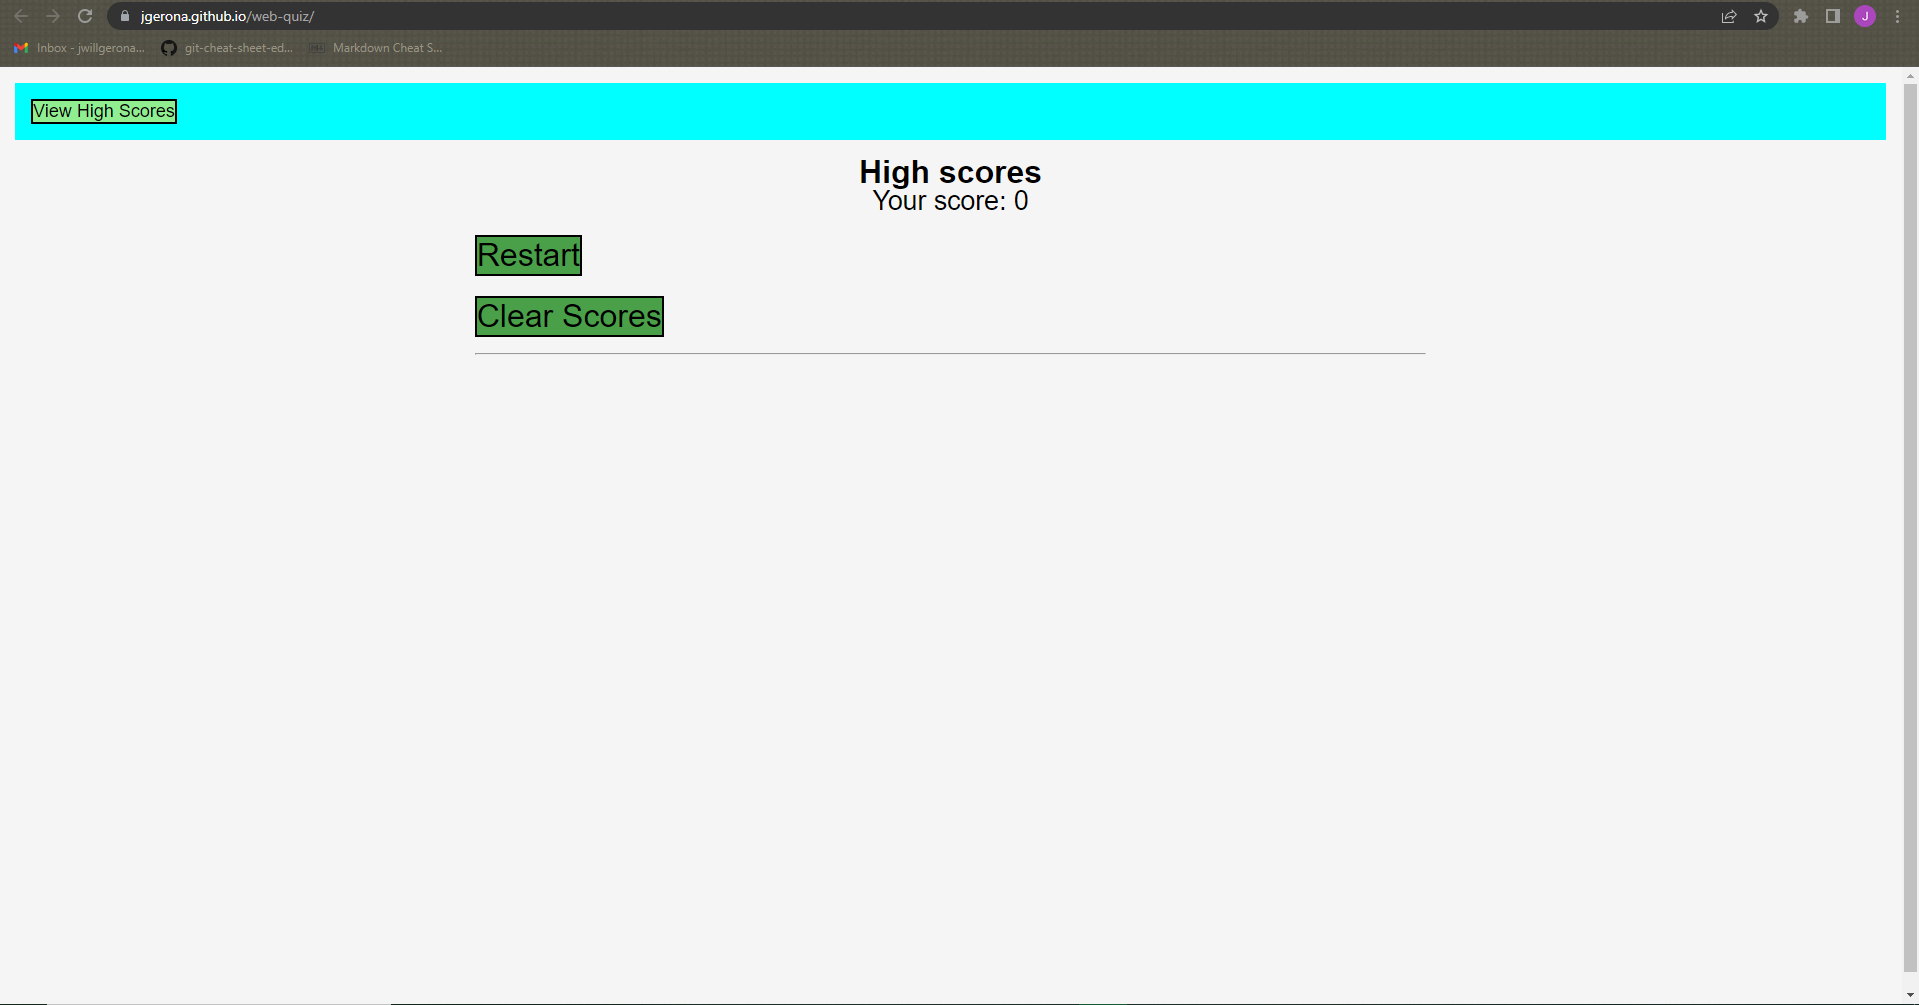 jgerona.github.io/web-quiz/
J
Inbox - jwillgerona... git-cheat-sheet-ed... Markdown Cheat S...
View High Scores
High scores
Your score: 0
Restart
Clear Scores